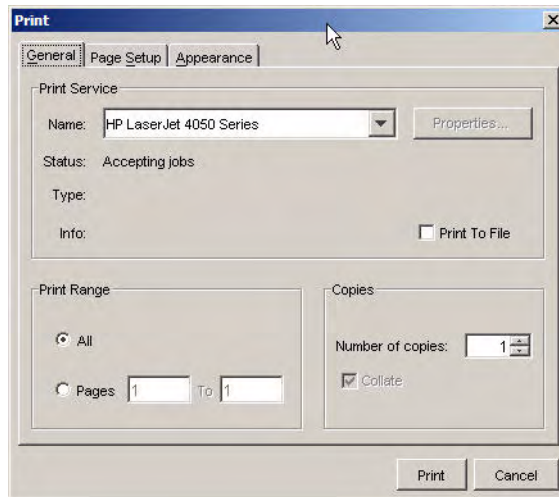 Print
General Page Setup Appearance
Print Service
Name: HP LaserJet 4050 Series Properties...
Status: Accepting jobs
Type:
Info: Print To File
Print Range
All
Pages 1 To 1
Copies
Number of copies: 1
Collate
Print Cancel